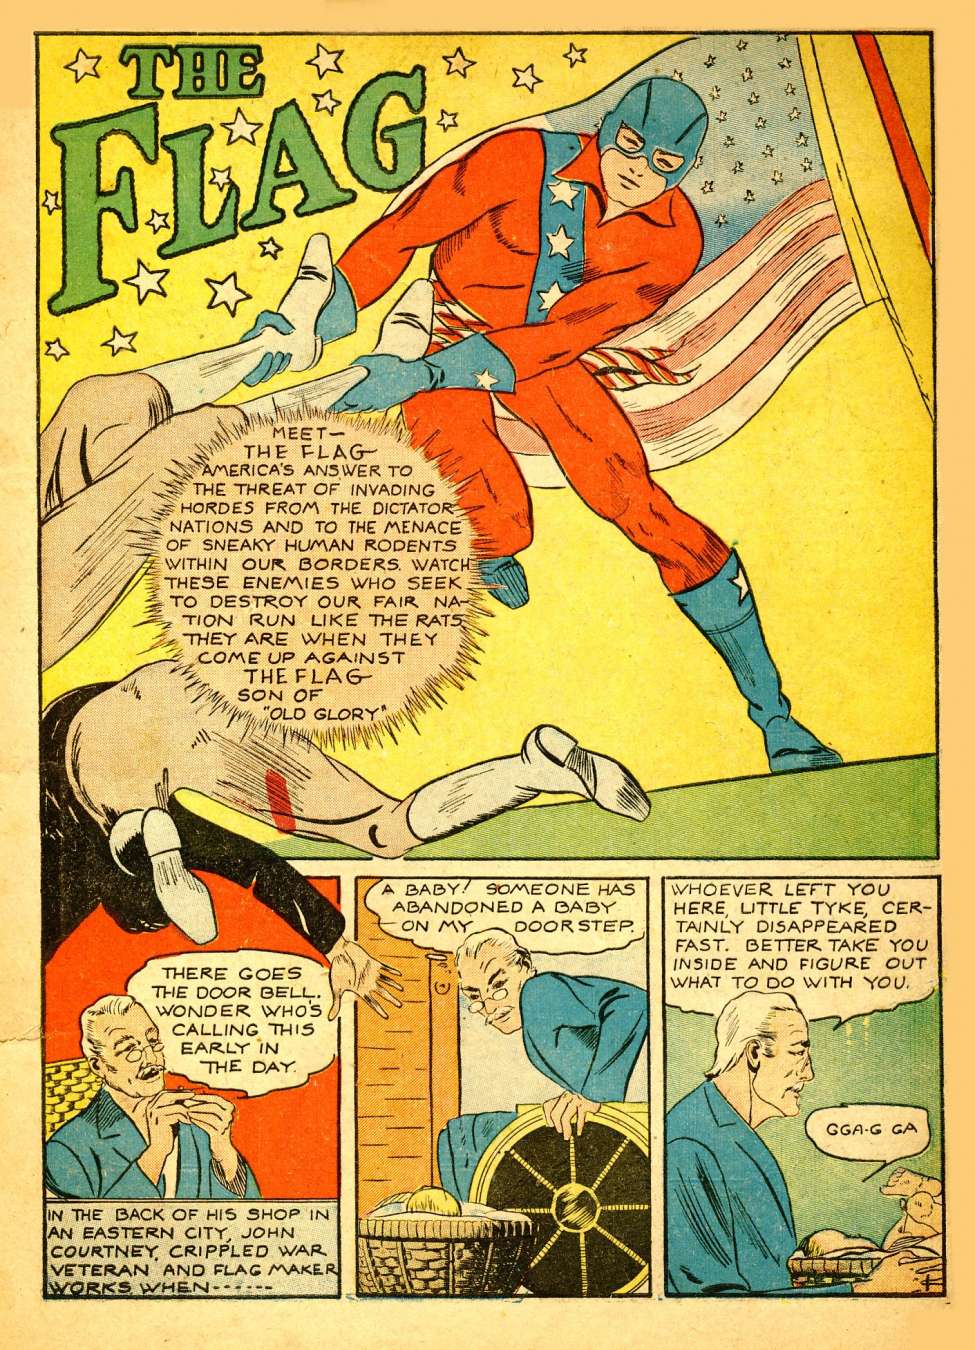 THE
FLAG
MEET—
THE FLAG
AMERICA'S ANSWER TO
THE THREAT OF INVADING
HORDES FROM THE DICTATOR
NATIONS AND TO THE MENACE
OF SNEAKY HUMAN RODENTS
WITHIN OUR BORDERS. WATCH
THESE ENEMIES WHO SEEK
TO DESTROY OUR FAIR NA-
TION RUN LIKE THE RATS
THEY ARE WHEN THEY
COME UP AGAINST
THE FLAG
SON OF
"OLD GLORY"
THERE GOES
THE DOOR BELL.
WONDER WHO'S
CALLING THIS
EARLY IN
THE DAY.
IN THE BACK OF HIS SHOP IN
AN EASTERN CITY, JOHN
COURTNEY, CRIPPLED WAR
VETERAN AND FLAG MAKER
WORKS WHEN------
A BABY! SOMEONE HAS
ABANDONED A BABY
ON MY DOORSTEP.
WHOEVER LEFT YOU
HERE, LITTLE TYKE, CER-
TAINLY DISAPPEARED
FAST. BETTER TAKE YOU
INSIDE AND FIGURE OUT
WHAT TO DO WITH YOU.
GGA-G GA